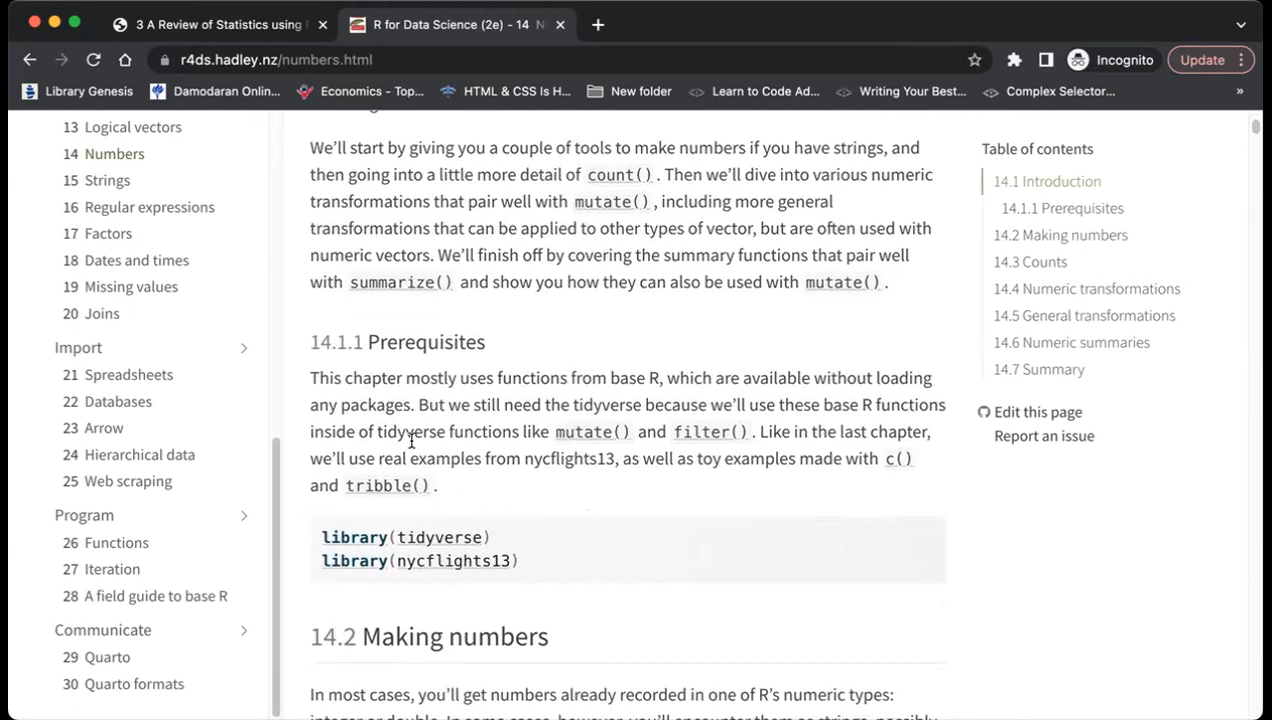 3 A Review of Statistics using
R for Data Science (2e) - 14
r4ds.hadley.nz/numbers.html
Incognito
Update
Library Genesis
Damodaran Onlin...
Economics - Top...
HTML & CSS Is H...
New folder
Learn to Code Ad...
Writing Your Best...
Complex Selector...
»
13 Logical vectors
14 Numbers
15 Strings
16 Regular expressions
17 Factors
18 Dates and times
19 Missing values
20 Joins
Import
21 Spreadsheets
22 Databases
23 Arrow
24 Hierarchical data
25 Web scraping
Program
26 Functions
27 Iteration
28 A field guide to base R
Communicate
29 Quarto
30 Quarto formats
We'll start by giving you a couple of tools to make numbers if you have strings, and
then going into a little more detail of count(). Then we'll dive into various numeric
transformations that pair well with mutate(), including more general
transformations that can be applied to other types of vector, but are often used with
numeric vectors. We'll finish off by covering the summary functions that pair well
with summarize() and show you how they can also be used with mutate().
14.1.1 Prerequisites
This chapter mostly uses functions from base R, which are available without loading
any packages. But we still need the tidyverse because we'll use these base R functions
inside of tidyverse functions like mutate() and filter(). Like in the last chapter,
we'll use real examples from nycflights13, as well as toy examples made with c()
and tribble().
library(tidyverse)
library(nycflights13)
14.2 Making numbers
In most cases, you'll get numbers already recorded in one of R's numeric types:
Table of contents
14.1 Introduction
14.1.1 Prerequisites
14.2 Making numbers
14.3 Counts
14.4 Numeric transformations
14.5 General transformations
14.6 Numeric summaries
14.7 Summary
Edit this page
Report an issue